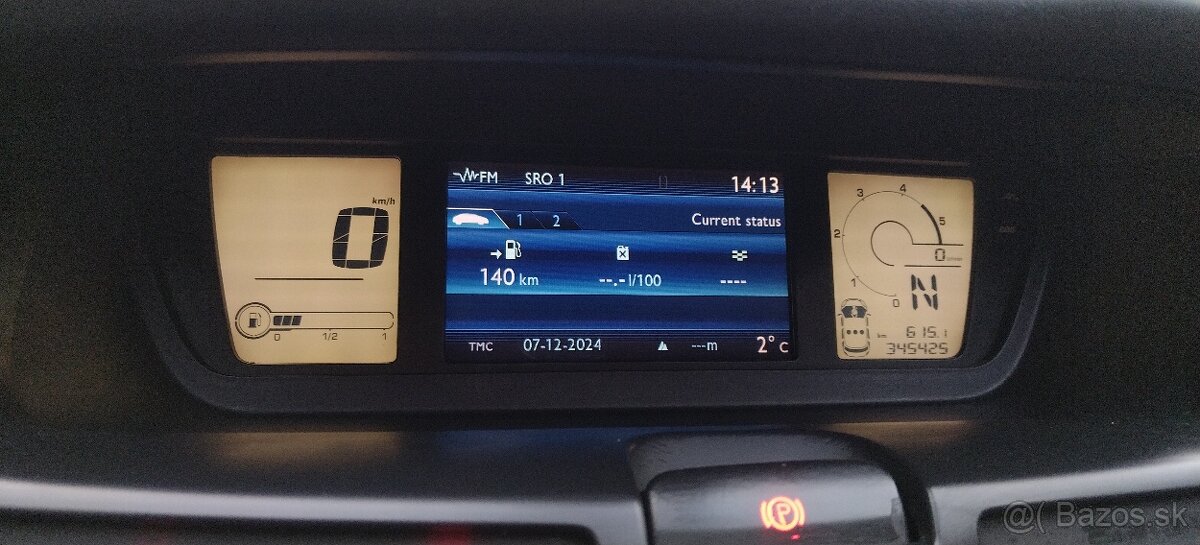 km/h
0
0 1/2 1
FM SRO 1 14:13
1 2 Current status
140 km --.- l/100 ----
TMC 07-12-2024 ---m 2°C
0 1 2 3 4 5
0
N
km 615.1
345425
P
@( Bazos.sk